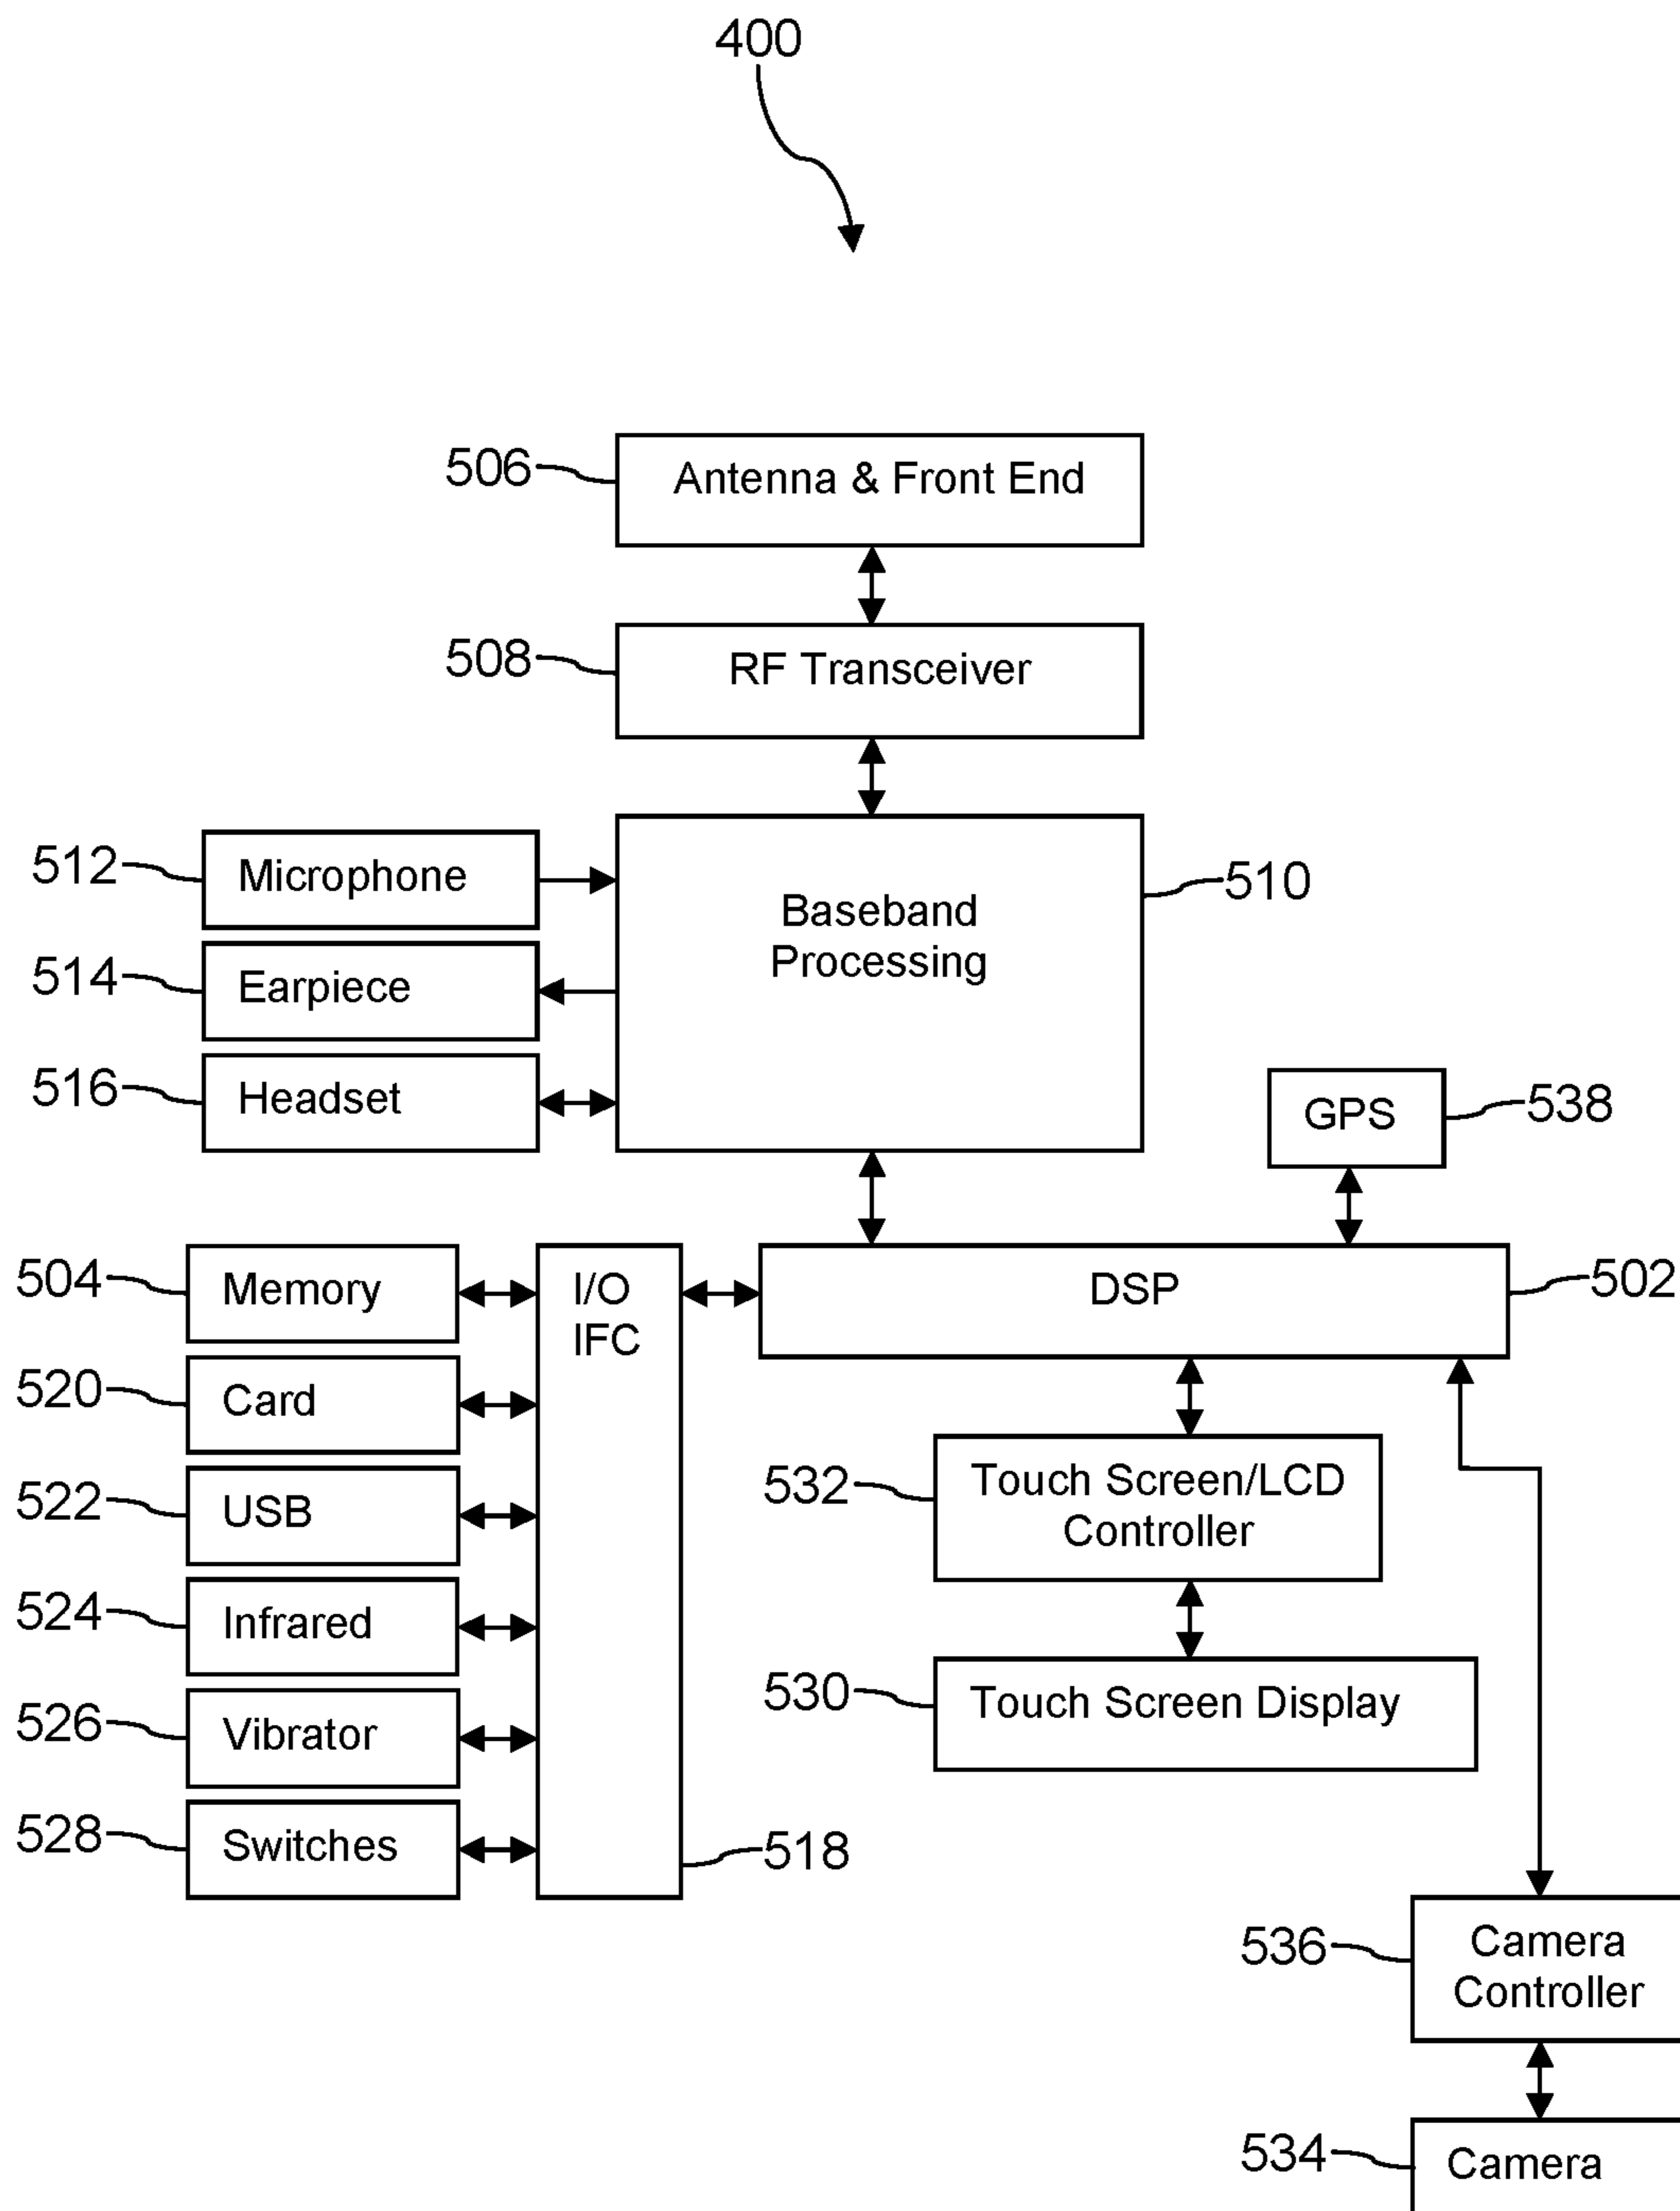 400
506 Antenna & Front End
508 RF Transceiver
512 Microphone
Baseband
Processing
510
514 Earpiece
516 Headset
GPS 538
504 Memory
I/O
IFC
DSP 502
520 Card
522 USB
532 Touch Screen/LCD
Controller
524 Infrared
530 Touch Screen Display
526 Vibrator
528 Switches
518
536 Camera
Controller
534 Camera